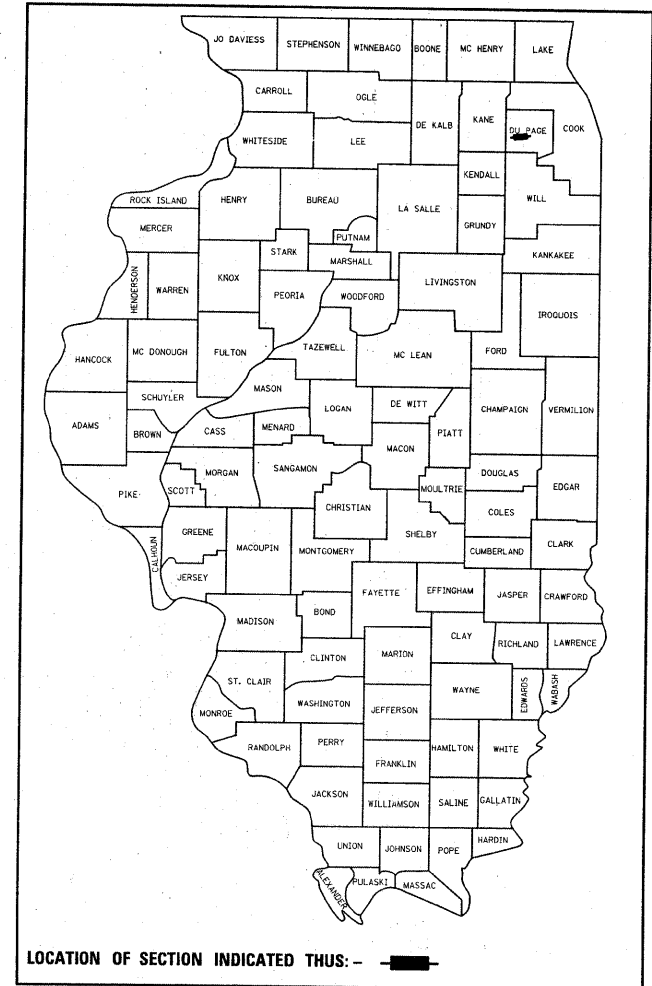 JO DAVIESS STEPHENSON WINNEBAGO BOONE MC HENRY LAKE
CARROLL OGLE DE KALB KANE DU PAGE COOK
WHITESIDE LEE
KENDALL WILL
ROCK ISLAND HENRY BUREAU LA SALLE GRUNDY
MERCER PUTNAM
STARK MARSHALL KANKAKEE
HENDERSON WARREN KNOX PEORIA WOODFORD LIVINGSTON IROQUOIS
HANCOCK MC DONOUGH FULTON TAZEWELL MC LEAN FORD
SCHUYLER MASON LOGAN DE WITT CHAMPAIGN VERMILION
ADAMS BROWN CASS MENARD MACON PIATT
MORGAN SANGAMON DOUGLAS EDGAR
PIKE SCOTT CHRISTIAN MOULTRIE COLES
GREENE MACOUPIN MONTGOMERY SHELBY CUMBERLAND CLARK
CALHOUN JERSEY FAYETTE EFFINGHAM JASPER CRAWFORD
MADISON BOND
CLINTON MARION CLAY RICHLAND LAWRENCE
ST. CLAIR WASHINGTON WAYNE EDWARDS WABASH
MONROE JEFFERSON
RANDOLPH PERRY FRANKLIN HAMILTON WHITE
JACKSON WILLIAMSON SALINE GALLATIN
UNION JOHNSON POPE HARDIN
ALEXANDER PULASKI MASSAC
LOCATION OF SECTION INDICATED THUS: -